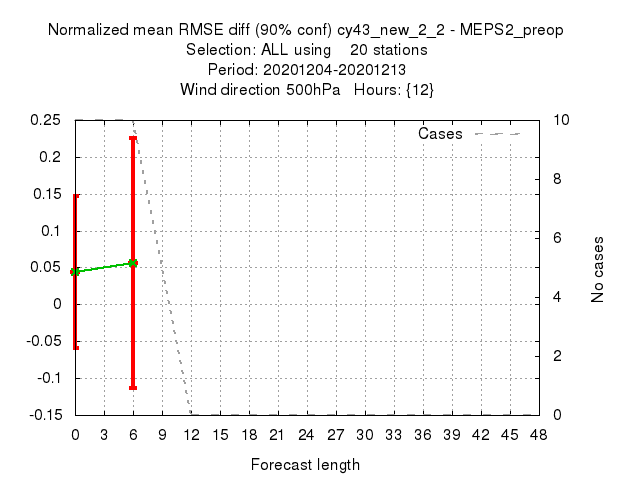 Normalized mean RMSE diff (90% conf) cy43_new_2_2 - MEPS2_preop
Selection: ALL using    20 stations
Period: 20201204-20201213
Wind direction 500hPa   Hours: {12}
Cases
0.25
0.2
0.15
0.1
0.05
0
-0.05
-0.1
-0.15
10
8
6
4
2
0
No cases
0 3 6 9 12 15 18 21 24 27 30 33 36 39 42 45 48
Forecast length